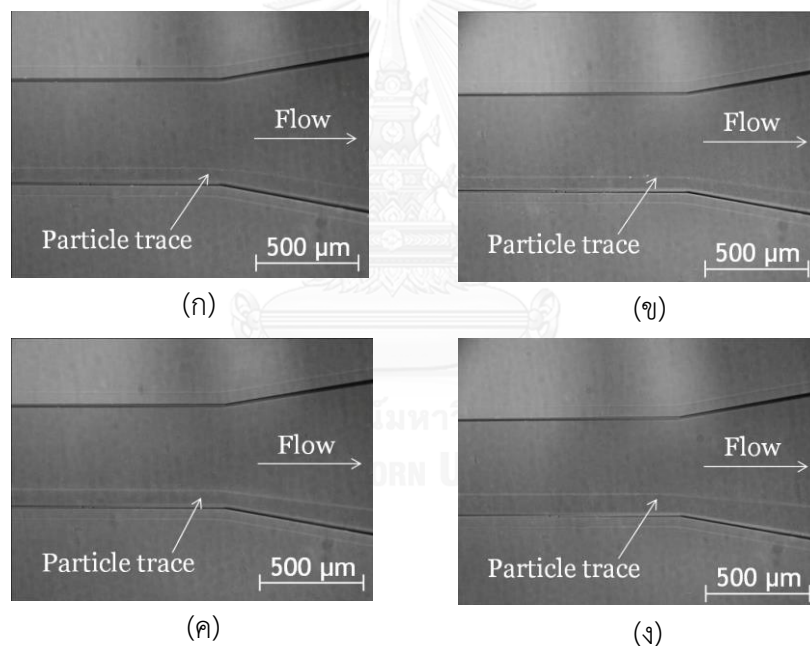 Flow
Particle trace
500 µm
(ก)
Flow
Particle trace
500 µm
(ข)
Flow
Particle trace
500 µm
(ค)
Flow
Particle trace
500 µm
(ง)